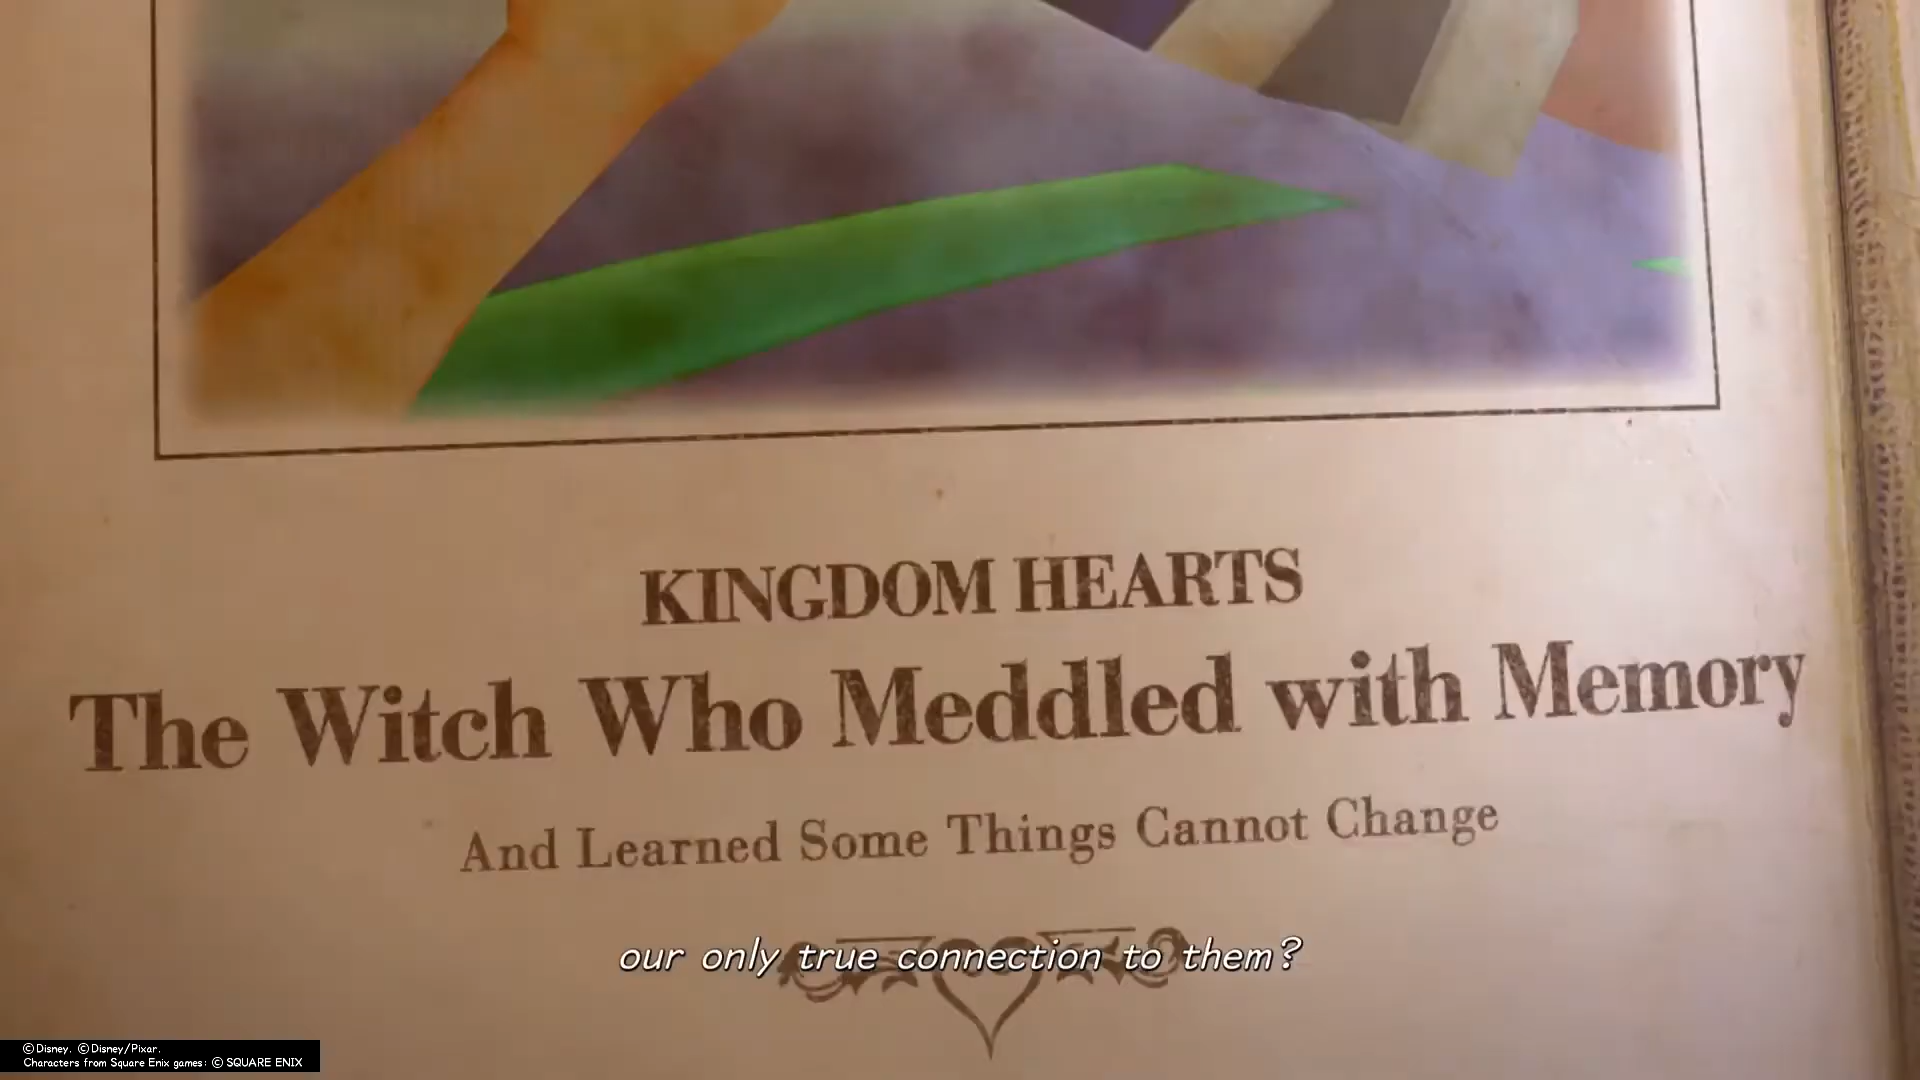 KINGDOM HEARTS
The Witch Who Meddled with Memory
And Learned Some Things Cannot Change
our only true connection to them?
©Disney. ©Disney/Pixar.
Characters from Square Enix games: © SQUARE ENIX